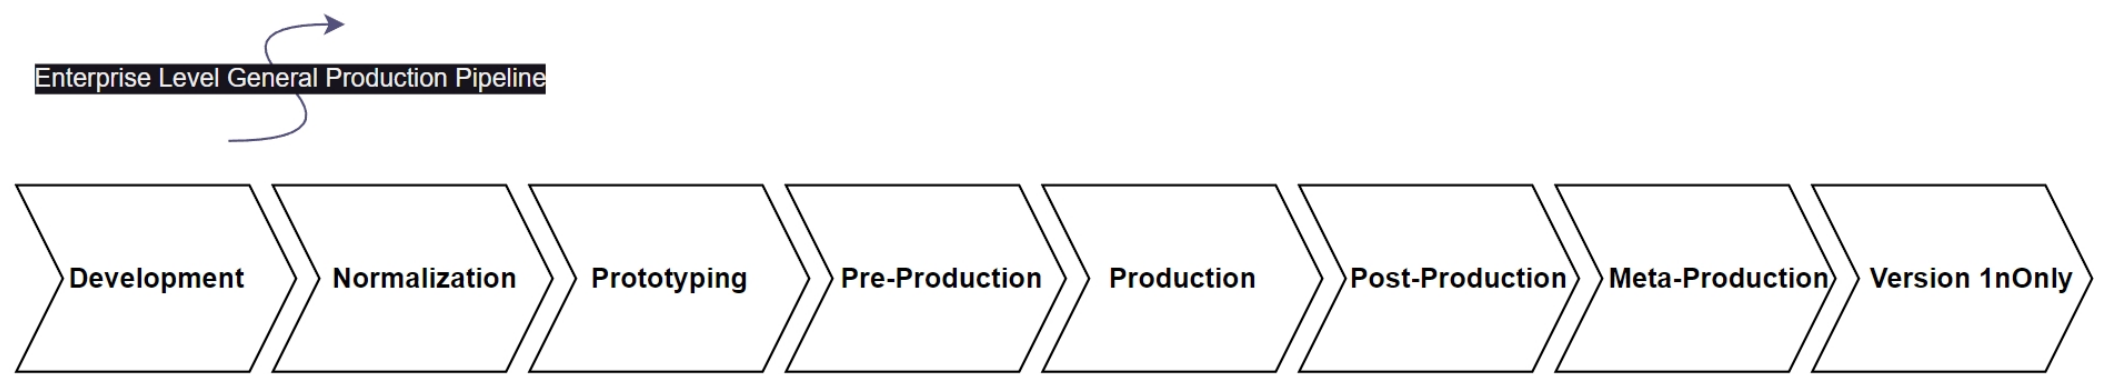 Enterprise Level General Production Pipeline
Development
Normalization
Prototyping
Pre-Production
Production
Post-Production
Meta-Production
Version 1nOnly